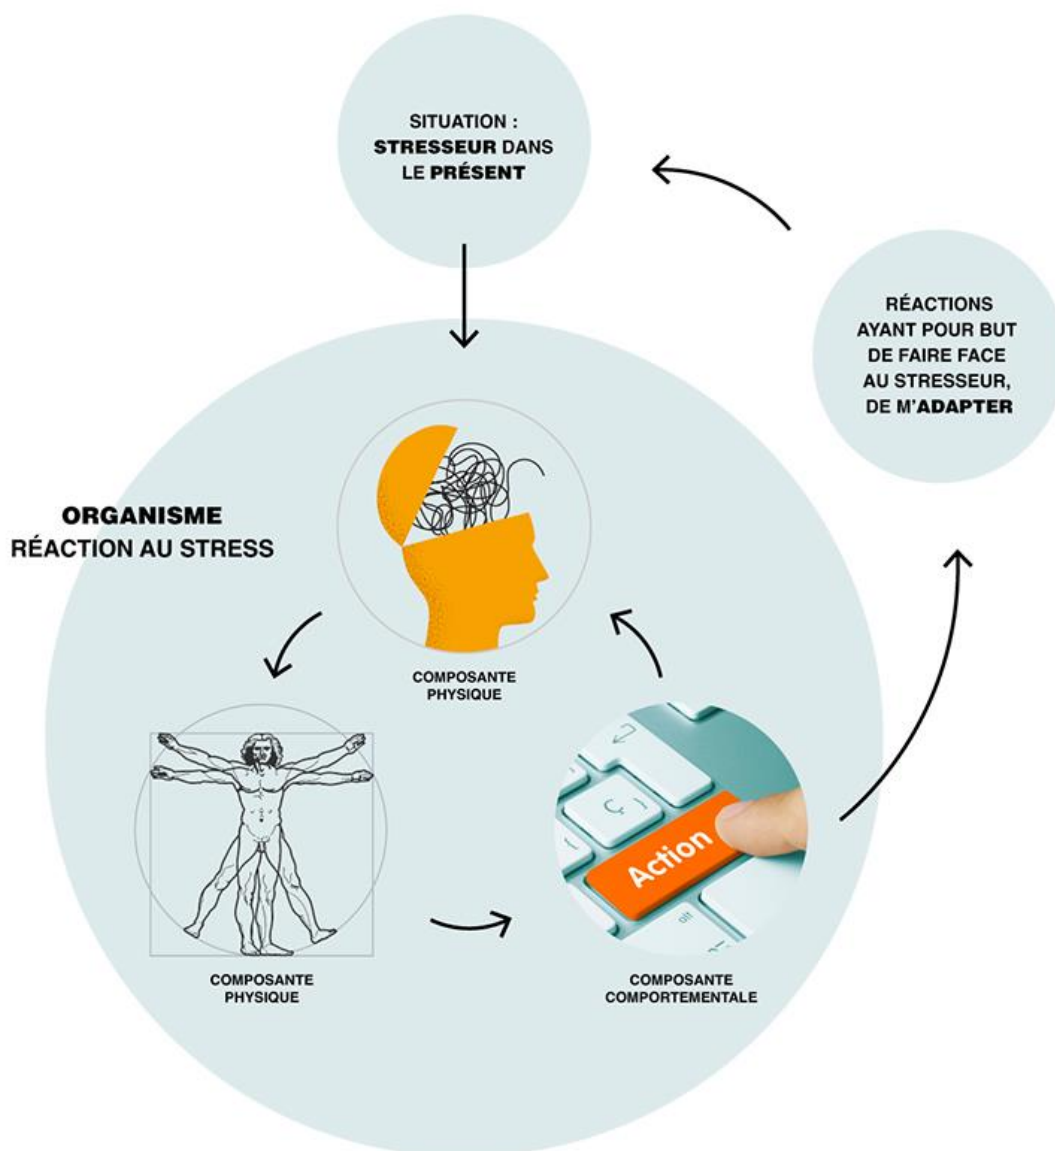 SITUATION :
STRESSEUR DANS
LE PRÉSENT
RÉACTIONS
AYANT POUR BUT
DE FAIRE FACE
AU STRESSEUR,
DE M'ADAPTER
ORGANISME
RÉACTION AU STRESS
COMPOSANTE
PHYSIQUE
Ç
Action
alt
COMPOSANTE
PHYSIQUE
COMPOSANTE
COMPORTEMENTALE